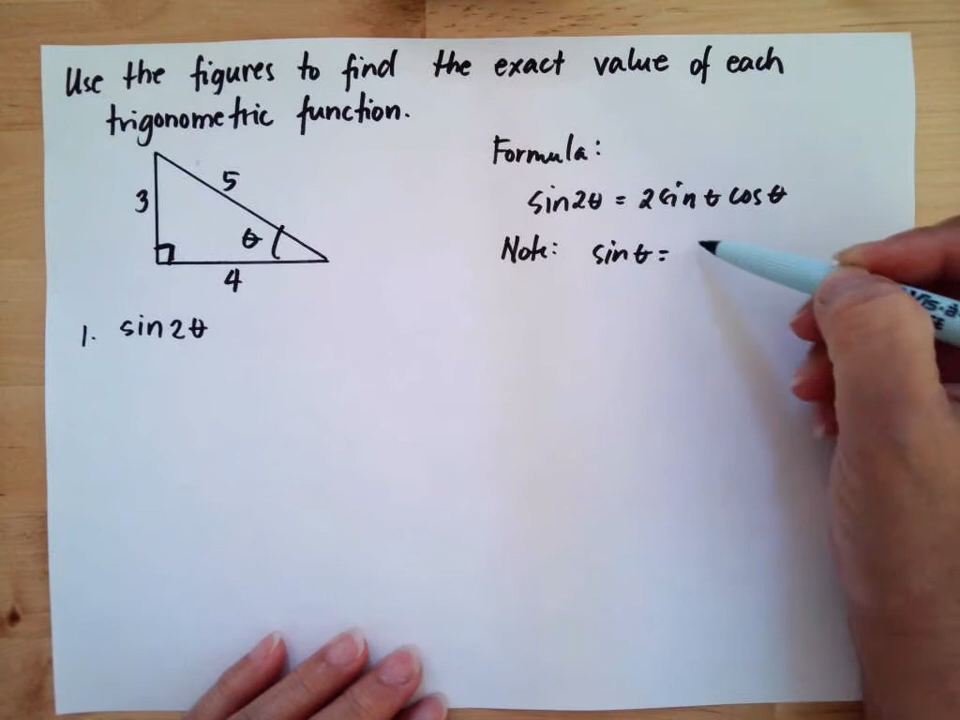 Use the figures to find the exact value of each
trigonometric function.
3
5
θ
4
1. sin2θ
Formula:
sin2θ = 2sinθ cosθ
Note: sinθ =